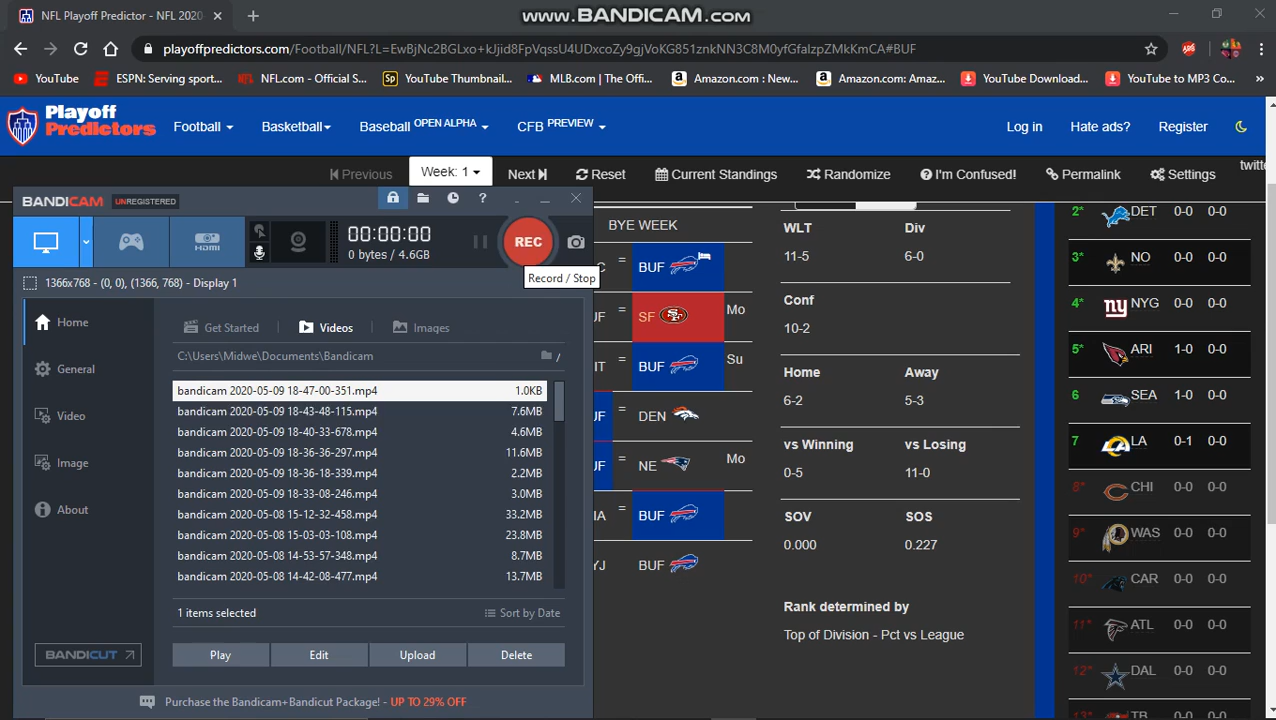 NFL Playoff Predictor - NFL 2020
www.BANDICAM.com
playoffpredictors.com/Football/NFL?L=EwBjNc2BGLxo+kJjid8FpVqssU4UDxcoZy9gjVoKG851znkNN3C8M0yfGfaIzpZMkKmCA#BUF
YouTube ESPN: Serving sport... NFL.com - Official S... YouTube Thumbnail... MLB.com | The Offi... Amazon.com : New... Amazon.com: Amaz... YouTube Download... YouTube to MP3 Co...
Playoff
Predictors
Football Basketball Baseball OPEN ALPHA CFB PREVIEW Log in Hate ads? Register
Previous Week: 1 Next Reset Current Standings Randomize I'm Confused! Permalink Settings twitte
BANDICAM UNREGISTERED
00:00:00
0 bytes / 4.6GB
REC
Record / Stop
1366x768 - (0, 0), (1366, 768) - Display 1
Home
General
Video
Image
About
Get Started Videos Images
C:\Users\Midwe\Documents\Bandicam
bandicam 2020-05-09 18-47-00-351.mp4 1.0KB
bandicam 2020-05-09 18-43-48-115.mp4 7.6MB
bandicam 2020-05-09 18-40-33-678.mp4 4.6MB
bandicam 2020-05-09 18-36-36-297.mp4 11.6MB
bandicam 2020-05-09 18-36-18-339.mp4 2.2MB
bandicam 2020-05-09 18-33-08-246.mp4 3.0MB
bandicam 2020-05-08 15-12-32-458.mp4 33.2MB
bandicam 2020-05-08 15-03-03-108.mp4 23.8MB
bandicam 2020-05-08 14-53-57-348.mp4 8.7MB
bandicam 2020-05-08 14-42-08-477.mp4 13.7MB
1 items selected Sort by Date
BANDICUT
Play Edit Upload Delete
Purchase the Bandicam+Bandicut Package! - UP TO 29% OFF
BYE WEEK
C = BUF
UF = SF Mo
IT = BUF Su
UF = DEN
UF = NE Mo
IA = BUF
YJ BUF
WLT Div
11-5 6-0
Conf
10-2
Home Away
6-2 5-3
vs Winning vs Losing
0-5 11-0
SOV SOS
0.000 0.227
Rank determined by
Top of Division - Pct vs League
2* DET 0-0 0-0
3* NO 0-0 0-0
4* NYG 0-0 0-0
5* ARI 1-0 0-0
6 SEA 1-0 0-0
7 LA 0-1 0-0
8* CHI 0-0 0-0
9* WAS 0-0 0-0
10* CAR 0-0 0-0
11* ATL 0-0 0-0
12* DAL 0-0 0-0
13* TB 0-0 0-0